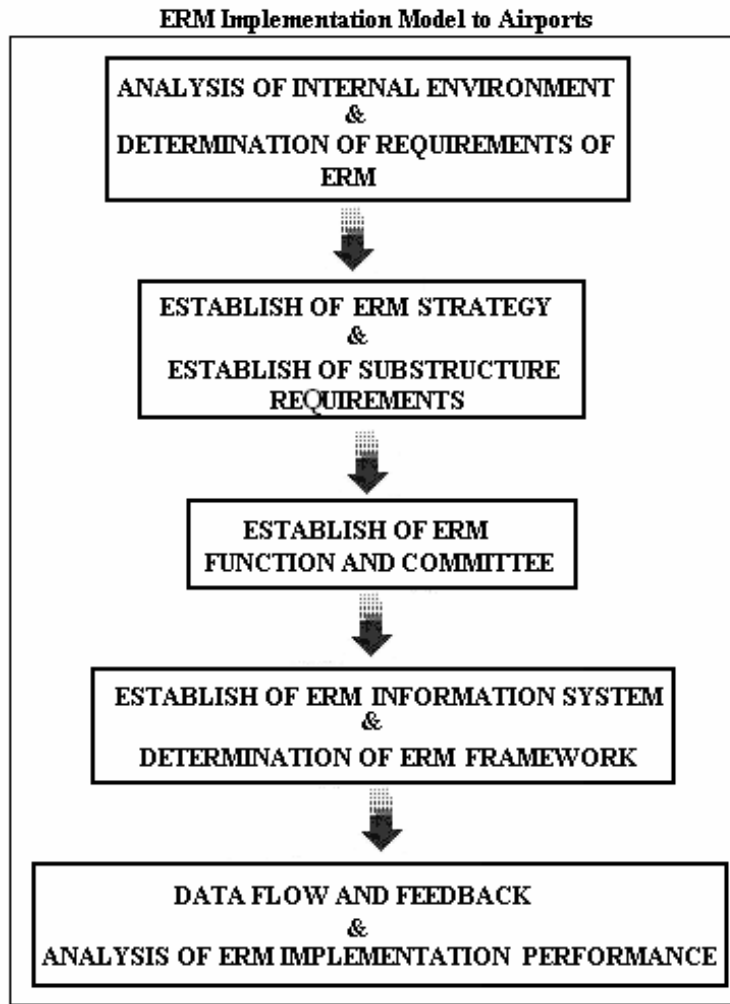 ERM Implementation Model to Airports
ANALYSIS OF INTERNAL ENVIRONMENT
&
DETERMINATION OF REQUIREMENTS OF
ERM
ESTABLISH OF ERM STRATEGY
&
ESTABLISH OF SUBSTRUCTURE
REQUIREMENTS
ESTABLISH OF ERM
FUNCTION AND COMMITTEE
ESTABLISH OF ERM INFORMATION SYSTEM
&
DETERMINATION OF ERM FRAMEWORK
DATA FLOW AND FEEDBACK
&
ANALYSIS OF ERM IMPLEMENTATION PERFORMANCE